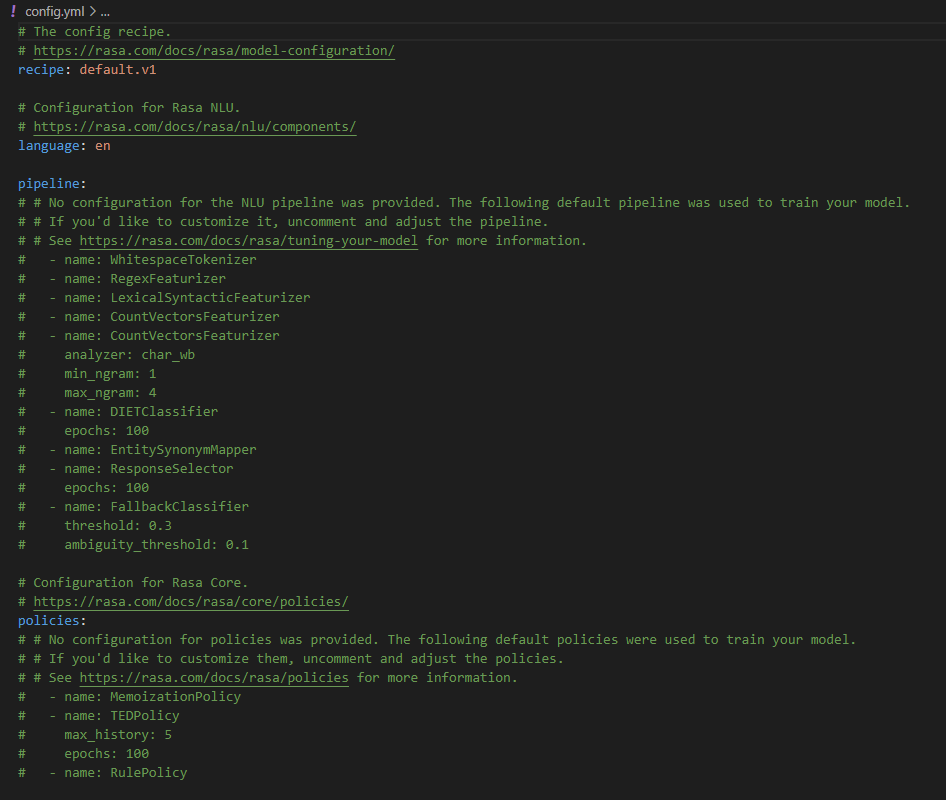 ! config.yml > ...
# The config recipe.
# https://rasa.com/docs/rasa/model-configuration/
recipe: default.v1

# Configuration for Rasa NLU.
# https://rasa.com/docs/rasa/nlu/components/
language: en

pipeline:
# # No configuration for the NLU pipeline was provided. The following default pipeline was used to train your model.
# # If you'd like to customize it, uncomment and adjust the pipeline.
# # See https://rasa.com/docs/rasa/tuning-your-model for more information.
#   - name: WhitespaceTokenizer
#   - name: RegexFeaturizer
#   - name: LexicalSyntacticFeaturizer
#   - name: CountVectorsFeaturizer
#   - name: CountVectorsFeaturizer
#     analyzer: char_wb
#     min_ngram: 1
#     max_ngram: 4
#   - name: DIETClassifier
#     epochs: 100
#   - name: EntitySynonymMapper
#   - name: ResponseSelector
#     epochs: 100
#   - name: FallbackClassifier
#     threshold: 0.3
#     ambiguity_threshold: 0.1

# Configuration for Rasa Core.
# https://rasa.com/docs/rasa/core/policies/
policies:
# # No configuration for policies was provided. The following default policies were used to train your model.
# # If you'd like to customize them, uncomment and adjust the policies.
# # See https://rasa.com/docs/rasa/policies for more information.
#   - name: MemoizationPolicy
#   - name: TEDPolicy
#     max_history: 5
#     epochs: 100
#   - name: RulePolicy